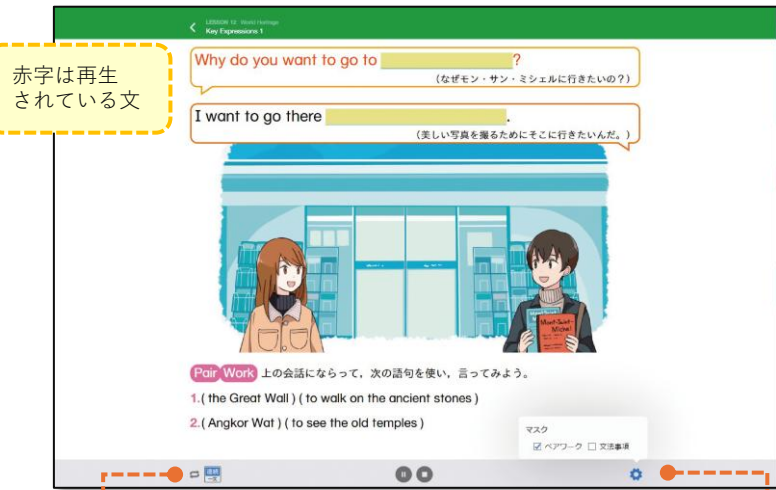 LESSON 12 World Heritage
Key Expressions 1
赤字は再生
されている文
Why do you want to go to ?
(なぜモン・サン・ミシェルに行きたいの?)
I want to go there .
(美しい写真を撮るためにそこに行きたいんだ。)
Mont-Saint-
Michel
Pair Work 上の会話にならって，次の語句を使い，言ってみよう。
1.( the Great Wall ) ( to walk on the ancient stones )
2.( Angkor Wat ) ( to see the old temples )
マスク
ペアワーク 文法事項
連続
一文